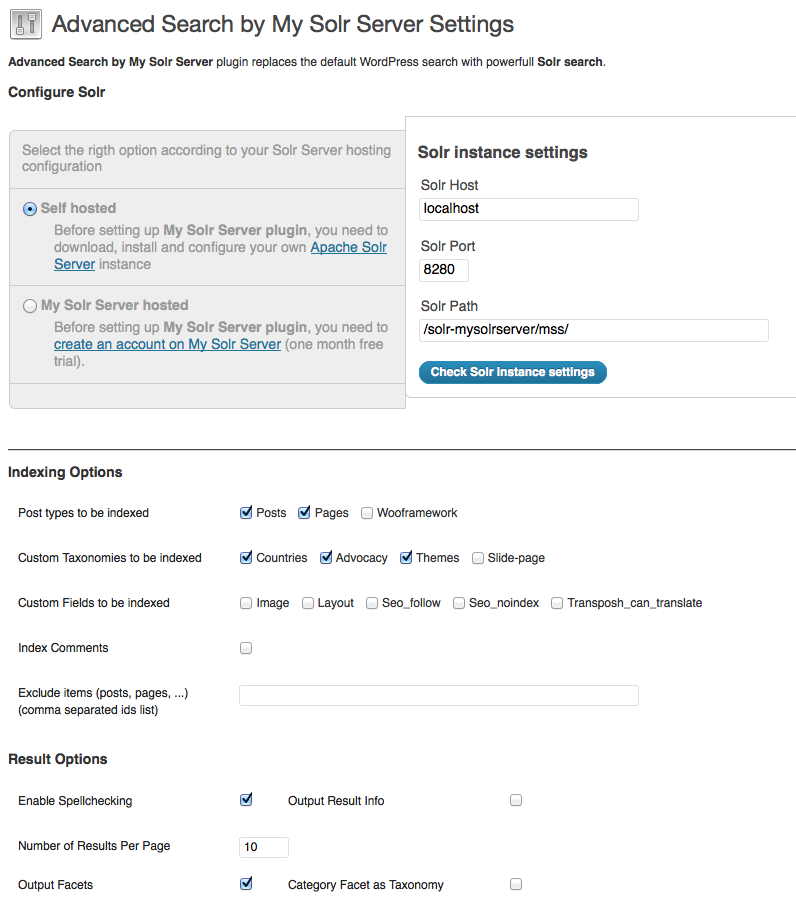 Advanced Search by My Solr Server Settings
Advanced Search by My Solr Server plugin replaces the default WordPress search with powerfull Solr search.
Configure Solr
Select the rigth option according to your Solr Server hosting
configuration
Self hosted
Before setting up My Solr Server plugin, you need to
download, install and configure your own Apache Solr
Server instance
My Solr Server hosted
Before setting up My Solr Server plugin, you need to
create an account on My Solr Server (one month free
trial).
Solr instance settings
Solr Host
localhost
Solr Port
8280
Solr Path
/solr-mysolrserver/mss/
Check Solr instance settings
Indexing Options
Post types to be indexed Posts Pages Wooframework
Custom Taxonomies to be indexed Countries Advocacy Themes Slide-page
Custom Fields to be indexed Image Layout Seo_follow Seo_noindex Transposh_can_translate
Index Comments
Exclude items (posts, pages, ...)
(comma separated ids list)
Result Options
Enable Spellchecking Output Result Info
Number of Results Per Page 10
Output Facets Category Facet as Taxonomy